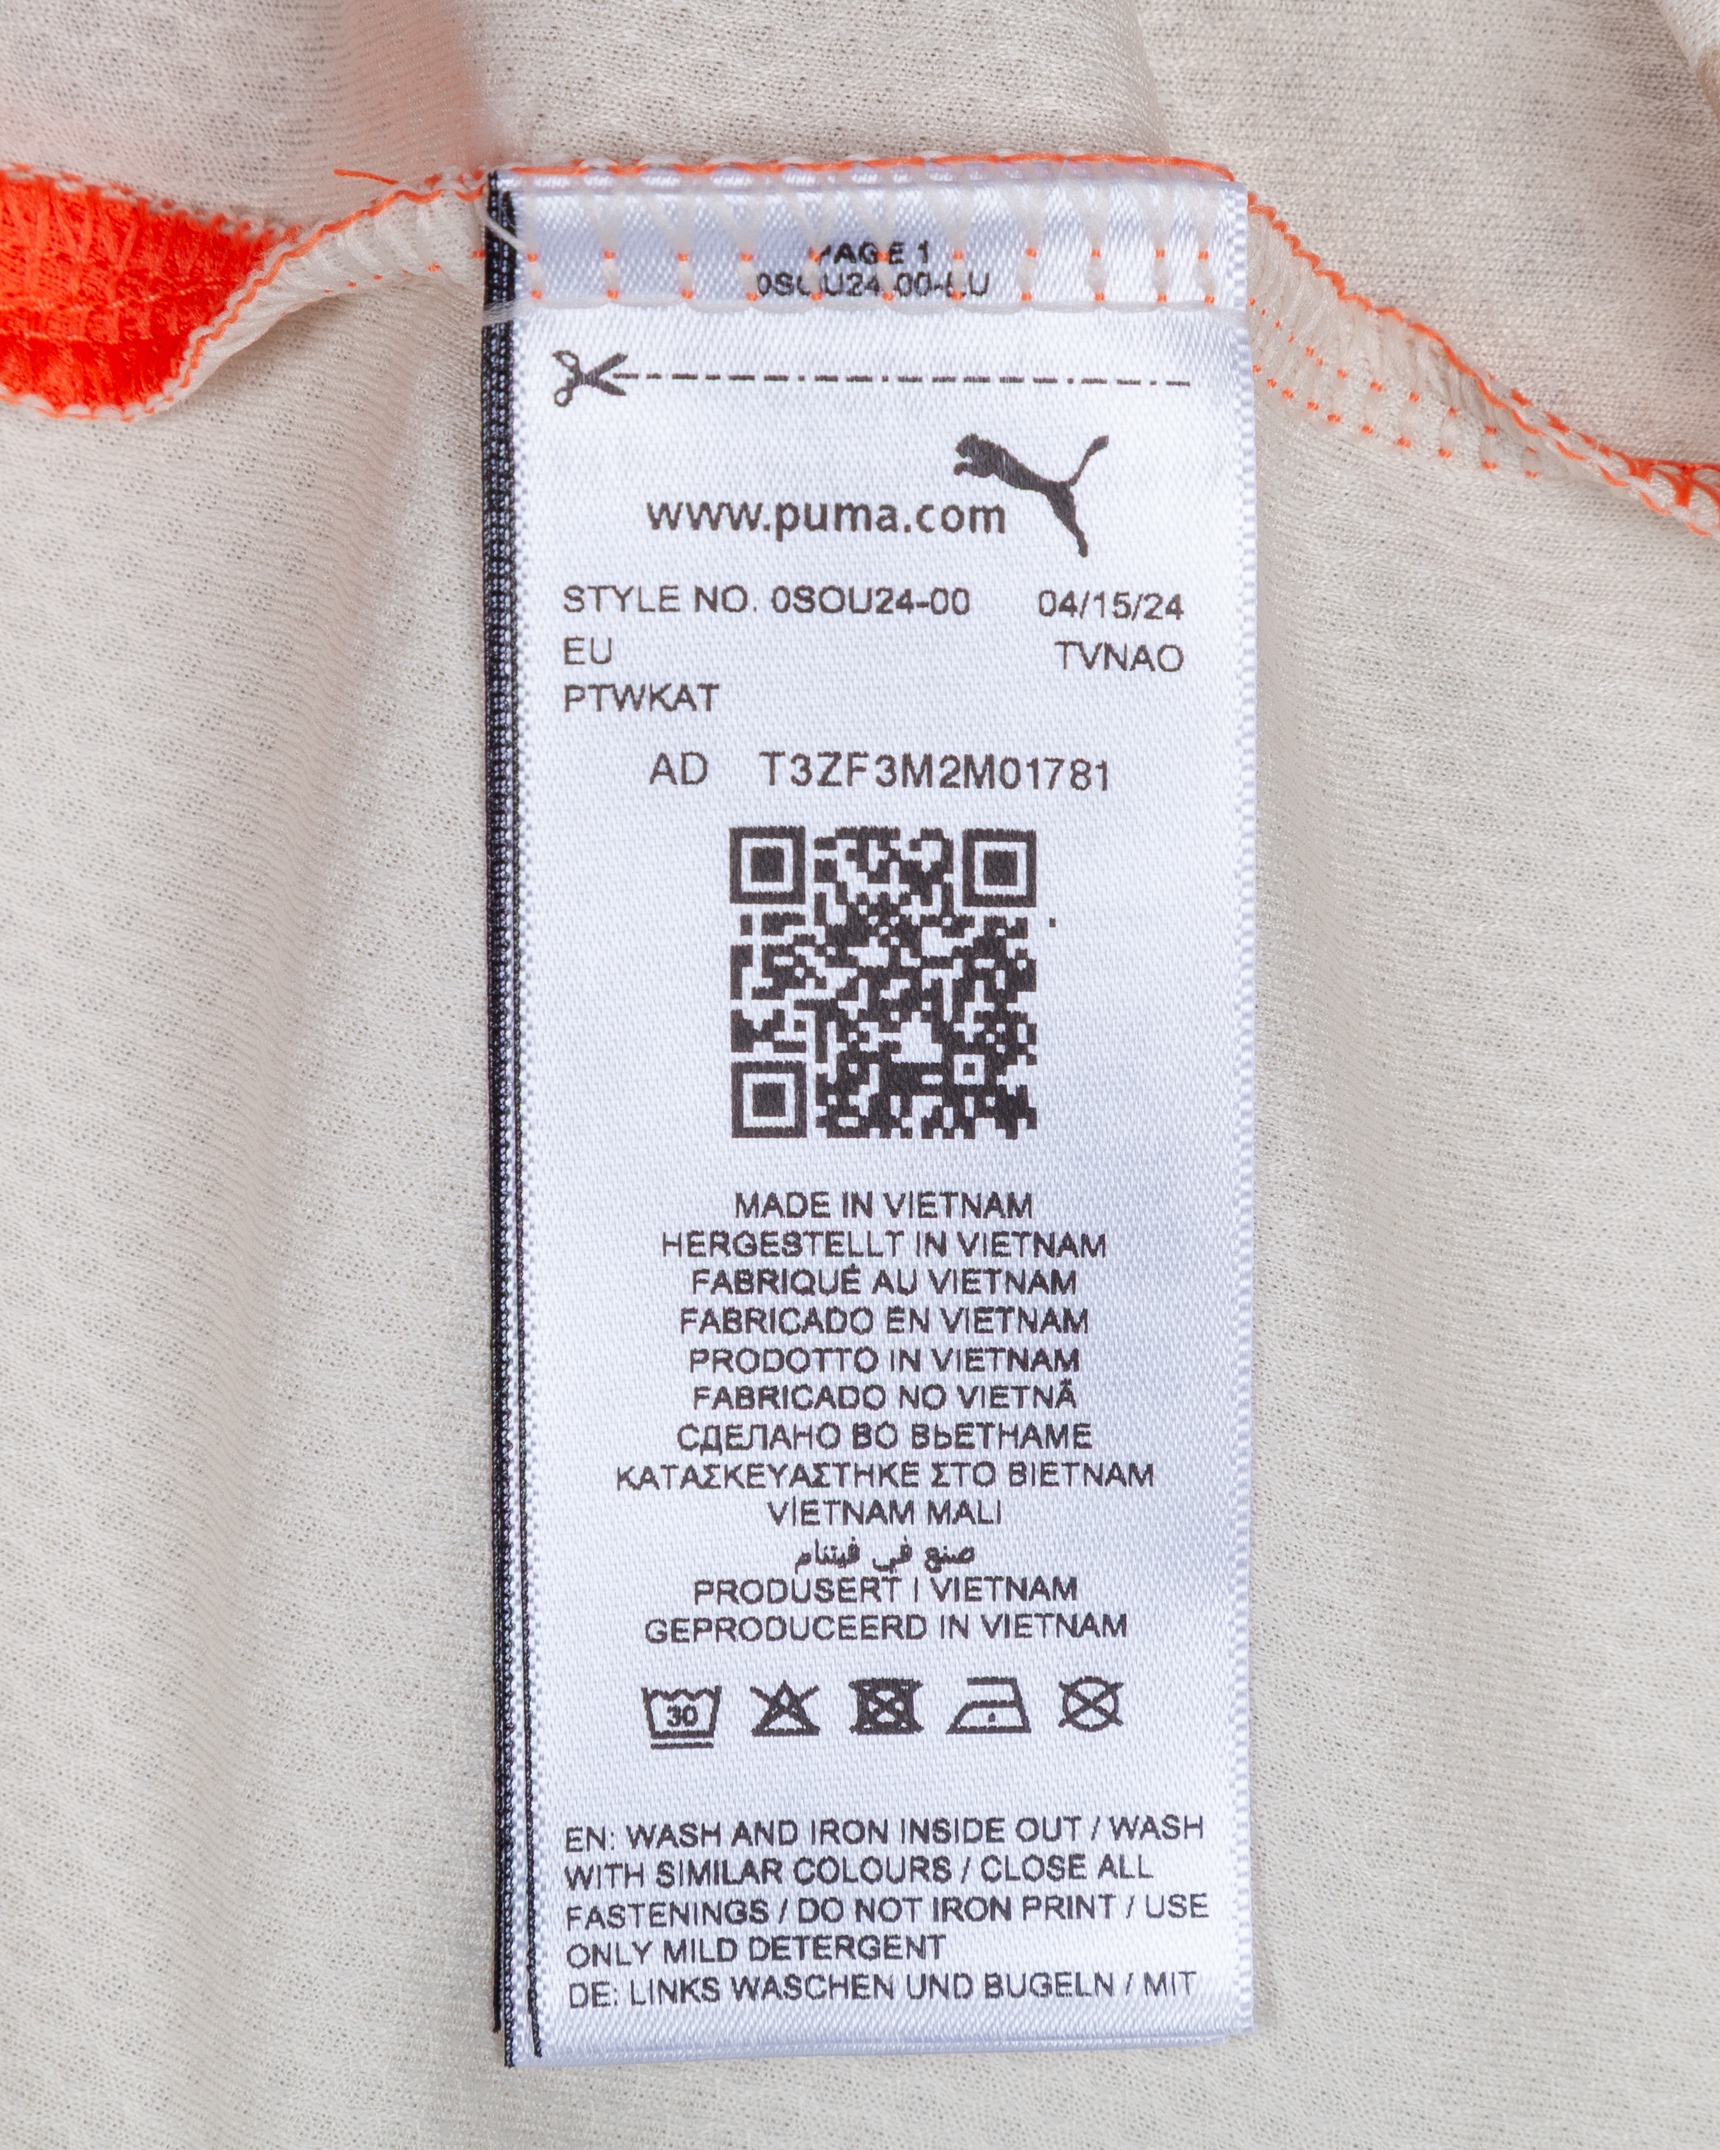 PAGE 1
0SOU24-00-EU
www.puma.com
STYLE NO. 0SOU24-00 04/15/24
EU TVNAO
PTWKAT
AD T3ZF3M2M01781
MADE IN VIETNAM
HERGESTELLT IN VIETNAM
FABRIQUÉ AU VIETNAM
FABRICADO EN VIETNAM
PRODOTTO IN VIETNAM
FABRICADO NO VIETNÃ
СДЕЛАНО ВО ВЬЕТНАМЕ
ΚΑΤΑΣΚΕΥΑΣΤΗΚΕ ΣΤΟ ΒΙΕΤΝΑΜ
VİETNAM MALI
صنع في فيتنام
PRODUSERT I VIETNAM
GEPRODUCEERD IN VIETNAM
30
EN: WASH AND IRON INSIDE OUT / WASH
WITH SIMILAR COLOURS / CLOSE ALL
FASTENINGS / DO NOT IRON PRINT / USE
ONLY MILD DETERGENT
DE: LINKS WASCHEN UND BUGELN / MIT